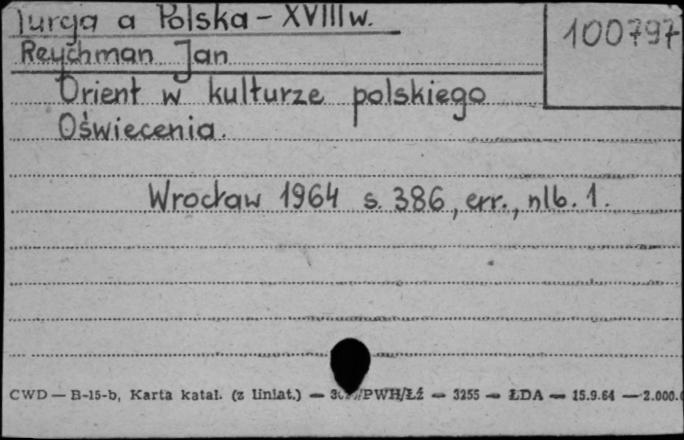 Turcja a Polska - XVIII w.
100797
Reychman Jan
Orient w kulturze polskiego
Oświecenia.
Wrocław 1964 s. 386, err., nlb. 1.
CWD — B-15-b, Karta katal. (z liniat.) — /PWH/Łź — 3255 — ŁDA — 15.9.64 — 2.000.